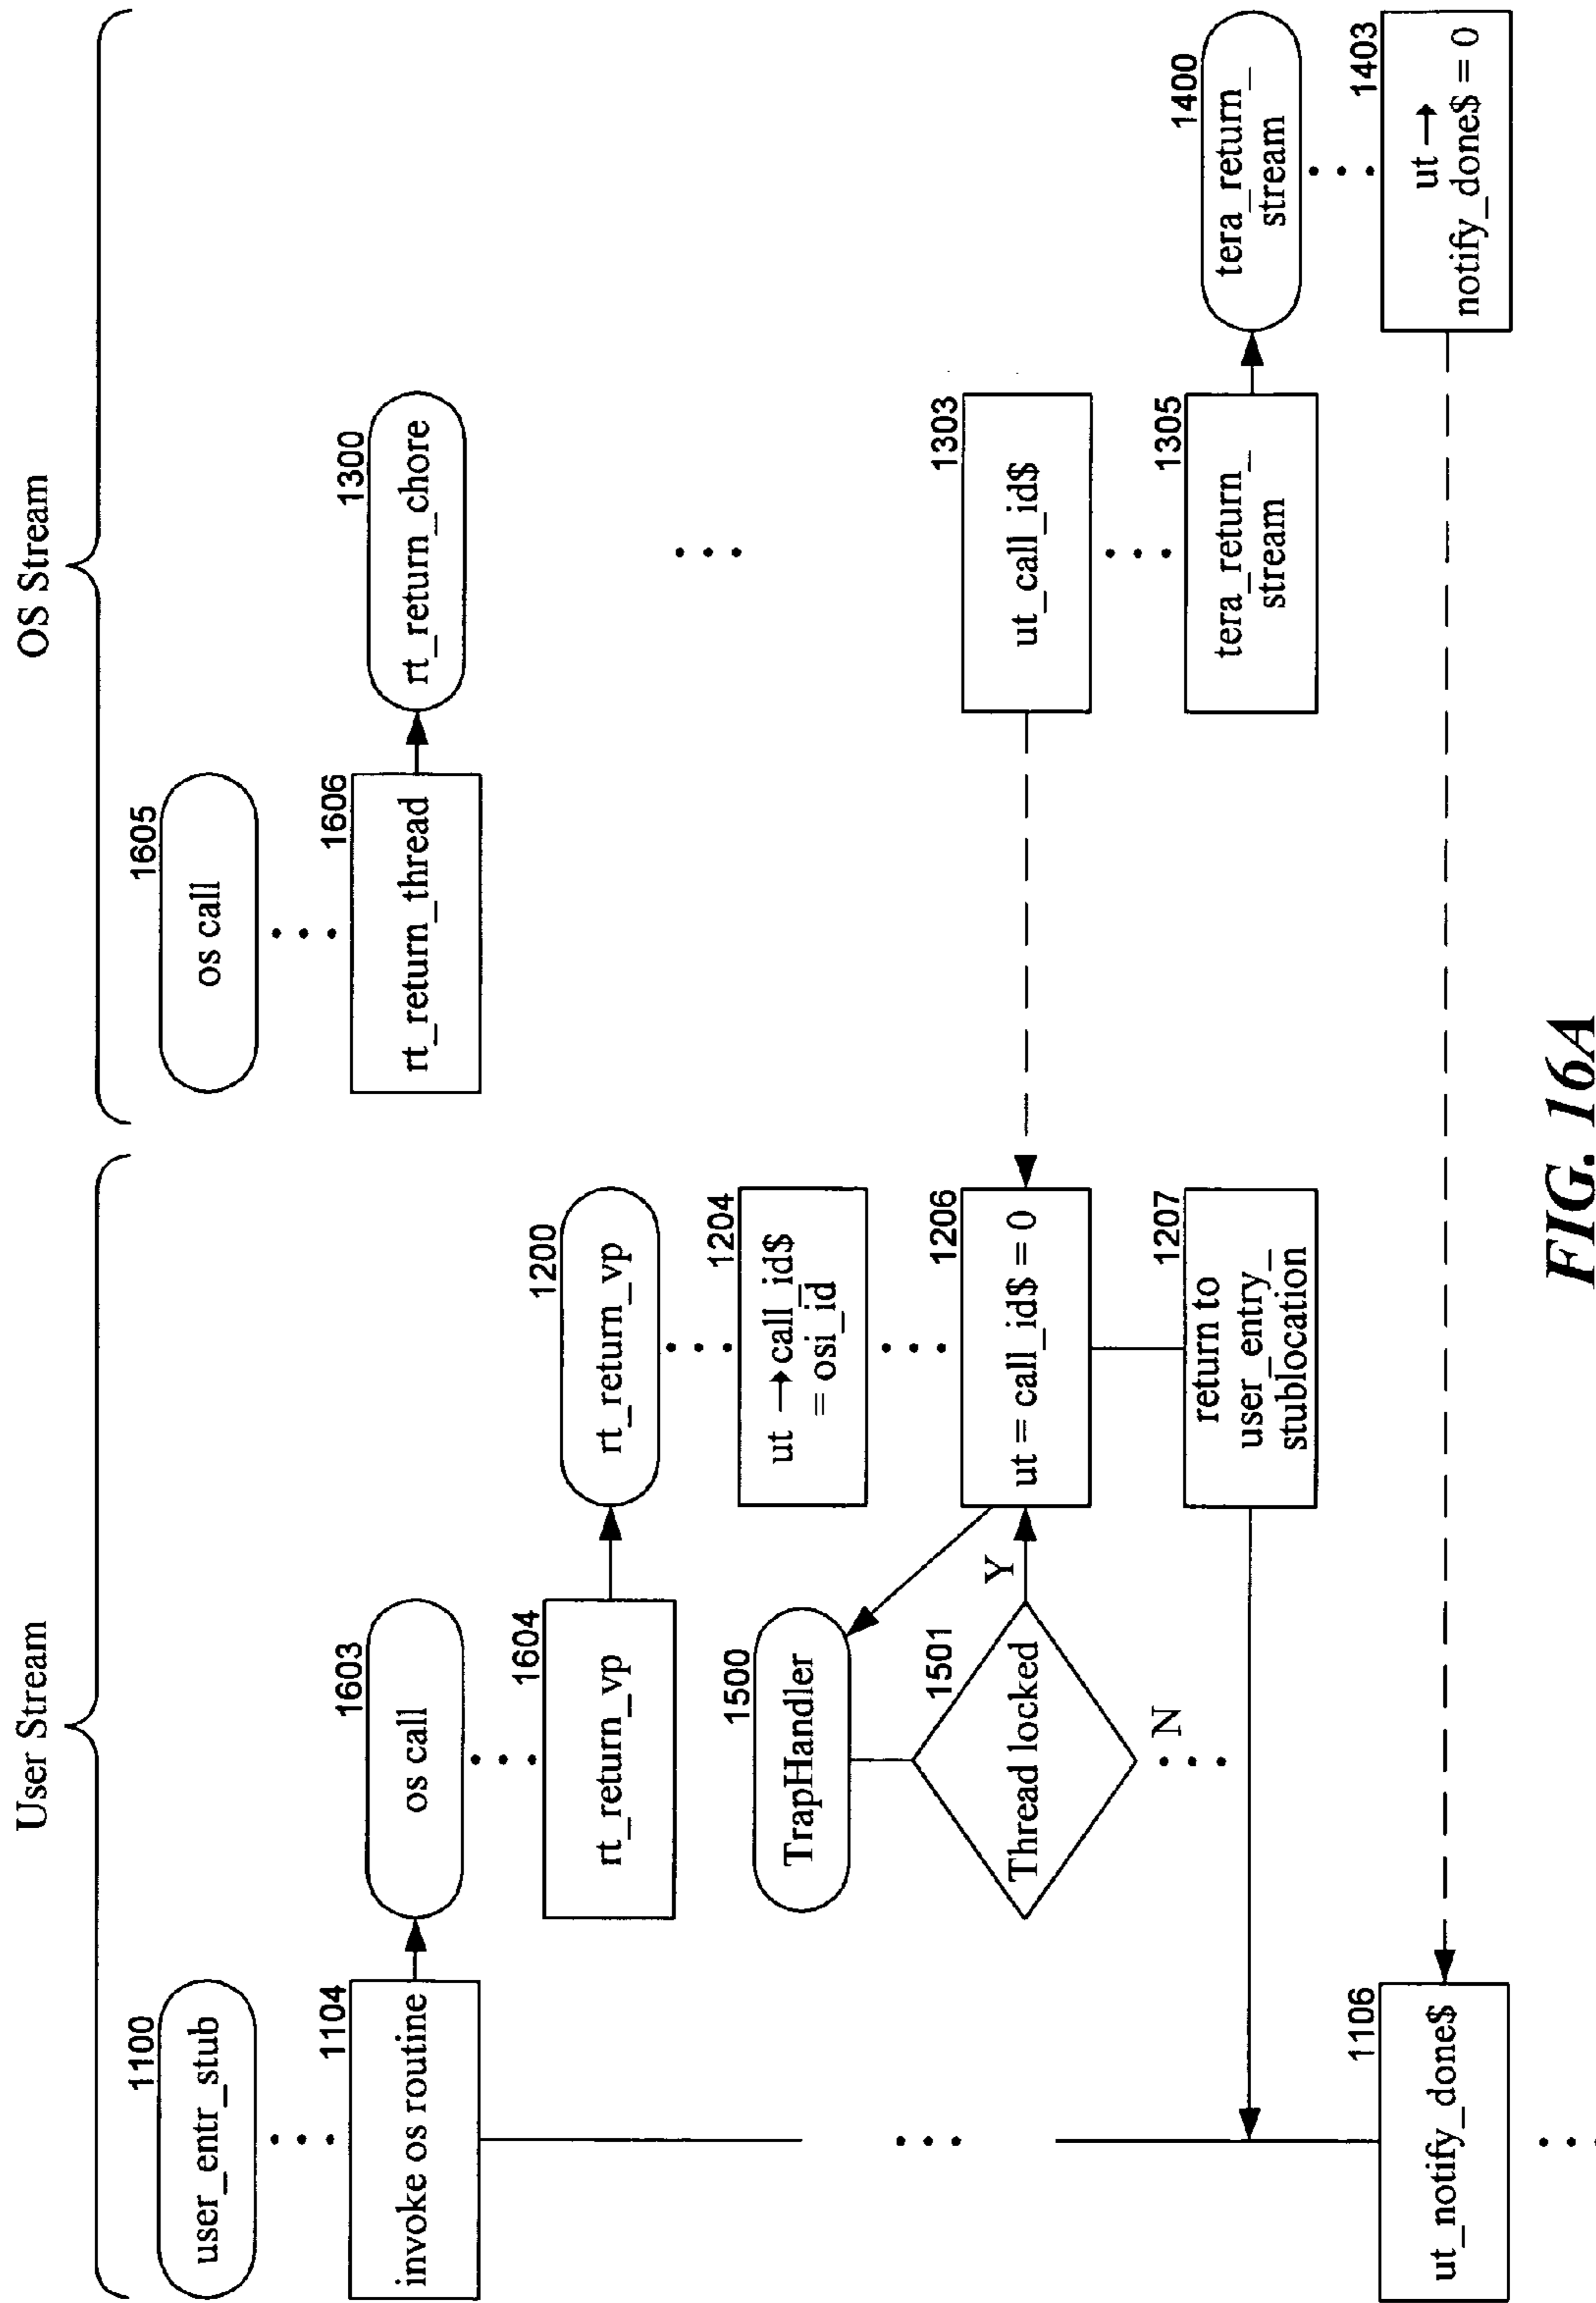 User Stream
OS Stream
1100
user_entr_stub
1104
invoke os routine
1603
os call
1604
rt_return_vp
1200
rt_return_vp
1204
ut → call_id$
= osi_id
1500
TrapHandler
1501
Thread locked
Y
N
1206
ut = call_id$ = 0
1207
return to
user_entry_
stublocation
1106
ut_notify_done$
1605
os call
1606
rt_return_thread
1300
rt_return_chore
1303
ut_call_id$
1305
tera_return_
stream
1400
tera_return_
stream
1403
ut →
notify_done$ = 0
FIG. 16A